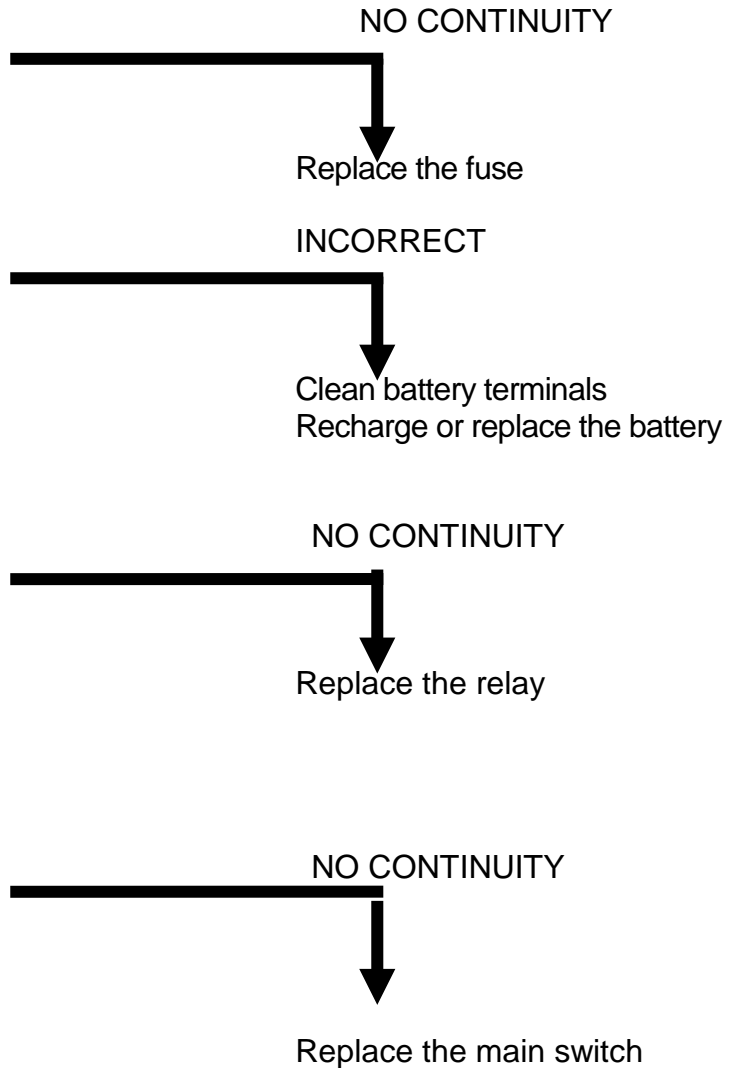 NO CONTINUITY
Replace the fuse
INCORRECT
Clean battery terminals
Recharge or replace the battery
NO CONTINUITY
Replace the relay
NO CONTINUITY
Replace the main switch